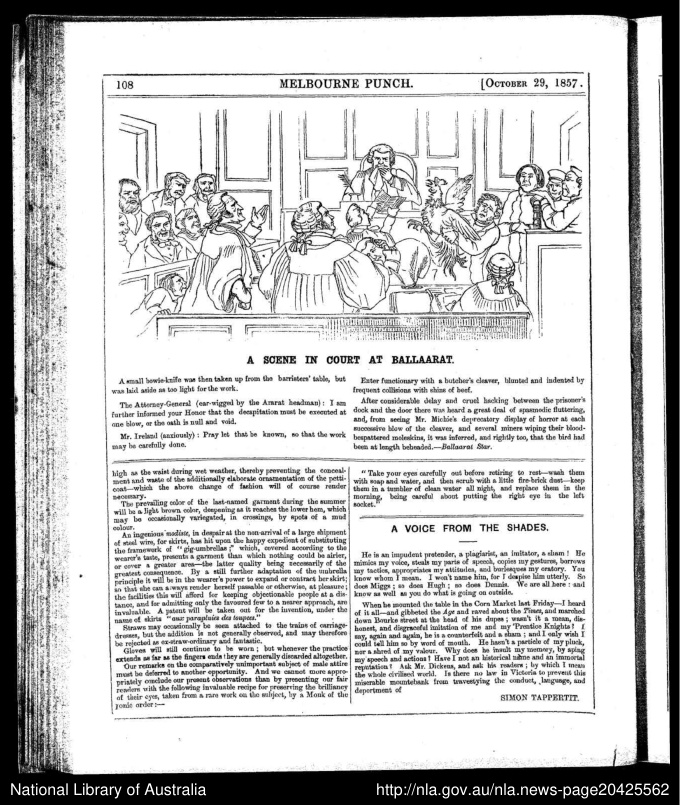 108
MELBOURNE PUNCH.
[OCTOBER 29, 1857.
A SCENE IN COURT AT BALLAARAT.
A small bowie-knife was then taken up from the barristers' table, but
was laid aside as too light for the work.
The Attorney-General (ear-wigged by the Ararat headman): I am
further informed your Honor that the decapitation must be executed at
one blow, or the oath is null and void.
Mr. Ireland (anxiously): Pray let that be known, so that the work
may be carefully done.
Enter functionary with a butcher's cleaver, blunted and indented by
frequent collisions with shins of beef.
After considerable delay and cruel hacking between the prisoner's
dock and the door there was heard a great deal of spasmodic fluttering,
and, from seeing Mr. Michie's deprecatory display of horror at each
successive blow of the cleaver, and several miners wiping their blood-
bespattered moleskins, it was inferred, and rightly too, that the bird had
been at length beheaded.—Ballaarat Star.
high as the waist during wet weather, thereby preventing the conceal-
ment and waste of the additionally elaborate ornamentation of the petti-
coat—which the above change of fashion will of course render
necessary.
The prevailing color of the last-named garment during the summer
will be a light brown color, deepening as it reaches the lower hem, which
may be occasionally variegated, in crossings, by spots of a mud
colour.
An ingenious modiste, in despair at the non-arrival of a large shipment
of steel wire, for skirts, has hit upon the happy expedient of substituting
the framework of "gig-umbrellas;" which, covered according to the
wearer's taste, presents a garment than which nothing could be airier,
or cover a greater area—the latter quality being necessarily of the
greatest consequence. By a still further adaptation of the umbrella
principle it will be in the wearer's power to expand or contract her skirt;
so that she can always render herself passable or otherwise, at pleasure;
the facilities this will afford for keeping objectionable people at a dis-
tance, and for admitting only the favoured few to a nearer approach, are
invaluable. A patent will be taken out for the invention, under the
name of skirts "aux parapluies des toupees."
Straws may occasionally be seen attached to the trains of carriage-
dresses, but the addition is not generally observed, and may therefore
be rejected as ex-straw-ordinary and fantastic.
Gloves will still continue to be worn; but whenever the practice
extends as far as the fingers ends they are generally discarded altogether.
Our remarks on the comparatively unimportant subject of male attire
must be deferred to another opportunity. And we cannot more appro-
priately conclude our present observations than by presenting our fair
readers with the following invaluable recipe for preserving the brilliancy
of their eyes, taken from a rare work on the subject, by a Monk of the
Ionic order:—
"Take your eyes carefully out before retiring to rest—wash them
with soap and water, and then scrub with a little fire-brick dust—keep
them in a tumbler of clean water all night, and replace them in the
morning, being careful about putting the right eye in the left
socket."
A VOICE FROM THE SHADES.
He is an impudent pretender, a plagiarist, an imitator, a sham! He
mimics my voice, steals my parts of speech, copies my gestures, borrows
my tactics, appropriates my attitudes, and burlesques my oratory. You
know whom I mean. I won't name him, for I despise him utterly. So
does Miggs; so does Hugh; so does Dennis. We are all here: and
know as well as you do what is going on outside.
When he mounted the table in the Corn Market last Friday—I heard
of it all—and gibbeted the Age and raved about the Times, and marched
down Bourke street at the head of his dupes; wasn't it a mean, dis-
honest, and disgraceful imitation of me and my 'Prentice Knights? I
say, again and again, he is a counterfeit and a sham; and I only wish I
could tell him so by word of mouth. He hasn't a particle of my pluck,
nor a shred of my valour. Why does he insult my memory, by aping
my speech and actions? Have I not an historical name and an immortal
reputation? Ask Mr. Dickens, and ask his readers; by which I mean
the whole civilised world. Is there no law in Victoria to prevent this
miserable mountebank from travestying the conduct, language, and
deportment of
SIMON TAPPERTIT.
National Library of Australia
http://nla.gov.au/nla.news-page20425562